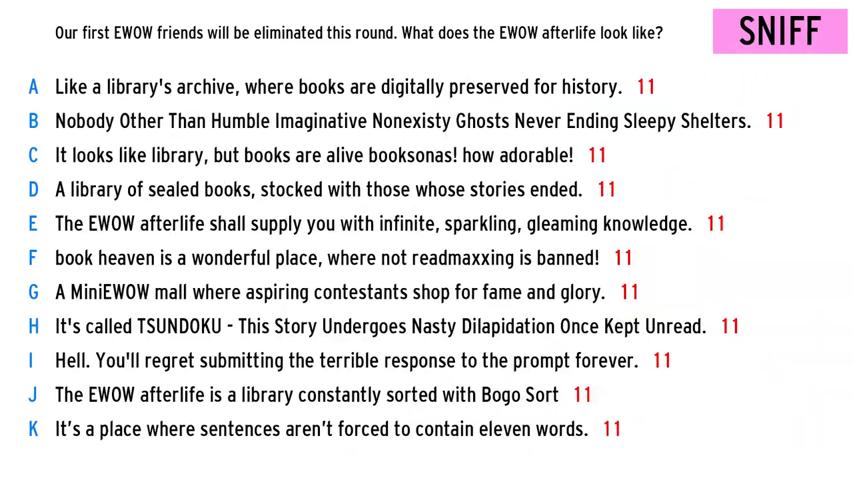 Our first EWOW friends will be eliminated this round. What does the EWOW afterlife look like?
SNIFF
A Like a library's archive, where books are digitally preserved for history. 11
B Nobody Other Than Humble Imaginative Nonexisty Ghosts Never Ending Sleepy Shelters. 11
C It looks like library, but books are alive booksonas! how adorable! 11
D A library of sealed books, stocked with those whose stories ended. 11
E The EWOW afterlife shall supply you with infinite, sparkling, gleaming knowledge. 11
F book heaven is a wonderful place, where not readmaxxing is banned! 11
G A MiniEWOW mall where aspiring contestants shop for fame and glory. 11
H It's called TSUNDOKU - This Story Undergoes Nasty Dilapidation Once Kept Unread. 11
I Hell. You'll regret submitting the terrible response to the prompt forever. 11
J The EWOW afterlife is a library constantly sorted with Bogo Sort 11
K It’s a place where sentences aren’t forced to contain eleven words. 11